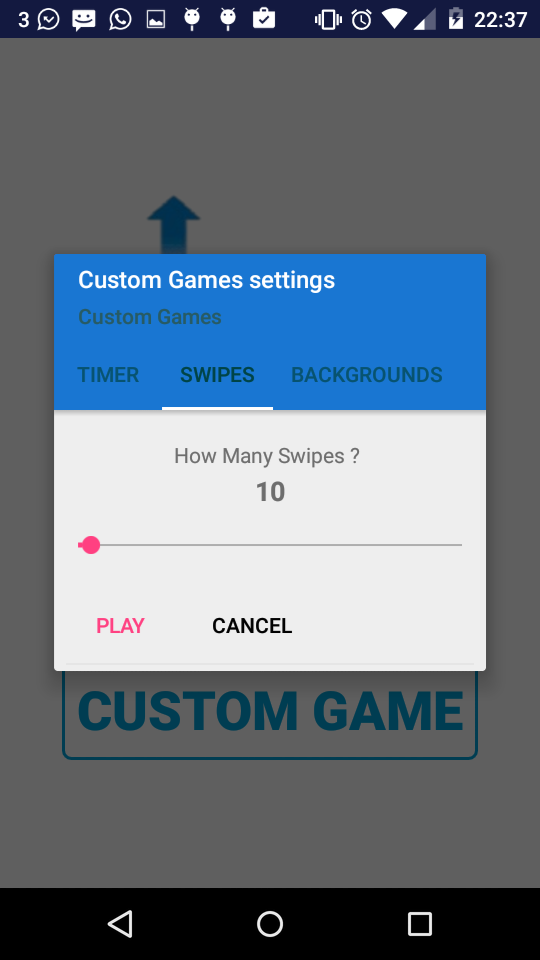 3 22:37
Custom Games settings
Custom Games
TIMER SWIPES BACKGROUNDS
How Many Swipes ?
10
PLAY CANCEL
CUSTOM GAME